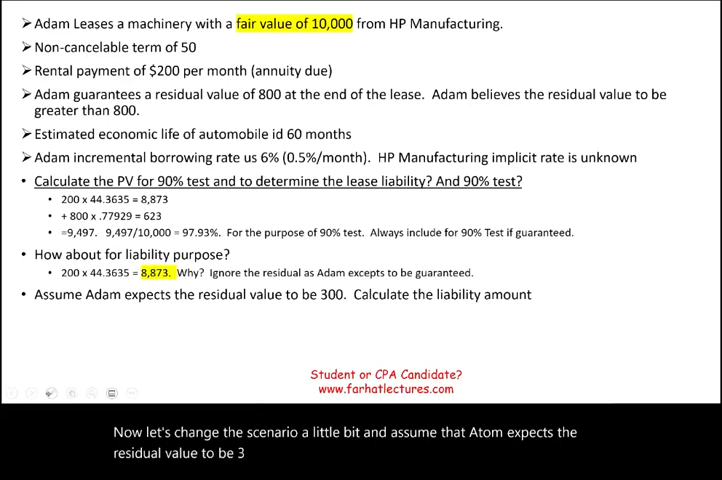 Adam Leases a machinery with a fair value of 10,000 from HP Manufacturing.
Non-cancelable term of 50
Rental payment of $200 per month (annuity due)
Adam guarantees a residual value of 800 at the end of the lease. Adam believes the residual value to be
greater than 800.
Estimated economic life of automobile id 60 months
Adam incremental borrowing rate us 6% (0.5%/month). HP Manufacturing implicit rate is unknown
Calculate the PV for 90% test and to determine the lease liability? And 90% test?
200 x 44.3635 = 8,873
+ 800 x .77929 = 623
=9,497. 9,497/10,000 = 97.93%. For the purpose of 90% test. Always include for 90% Test if guaranteed.
How about for liability purpose?
200 x 44.3635 = 8,873. Why? Ignore the residual as Adam excepts to be guaranteed.
Assume Adam expects the residual value to be 300. Calculate the liability amount
Student or CPA Candidate?
www.farhatlectures.com
Now let's change the scenario a little bit and assume that Atom expects the
residual value to be 3